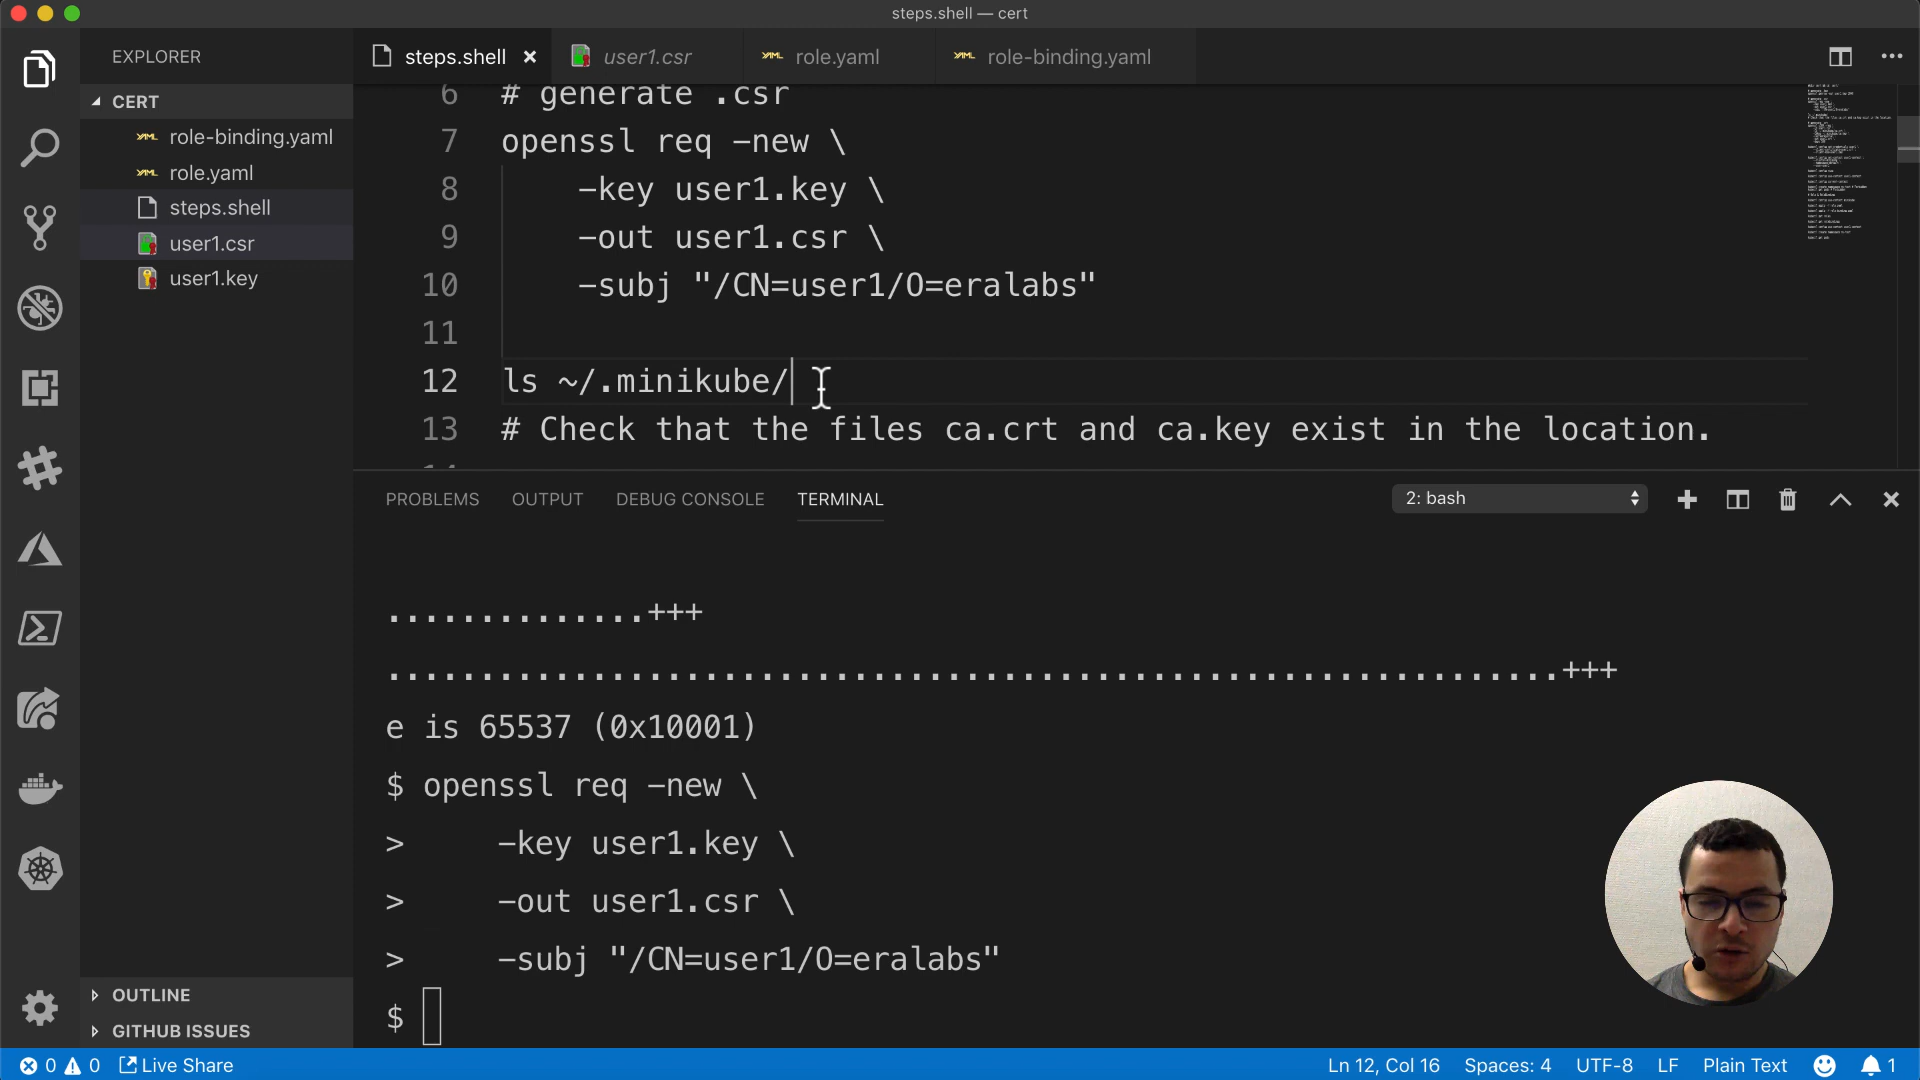 steps.shell — cert
EXPLORER
steps.shell
user1.csr
role.yaml
role-binding.yaml
CERT
role-binding.yaml
role.yaml
steps.shell
user1.csr
user1.key
6 # generate .csr
7 openssl req -new \
8 -key user1.key \
9 -out user1.csr \
10 -subj "/CN=user1/O=eralabs"
11
12 ls ~/.minikube/
13 # Check that the files ca.crt and ca.key exist in the location.
PROBLEMS OUTPUT DEBUG CONSOLE TERMINAL
2: bash
..............+++
...............................................................+++
e is 65537 (0x10001)
$ openssl req -new \
> -key user1.key \
> -out user1.csr \
> -subj "/CN=user1/O=eralabs"
$
OUTLINE
GITHUB ISSUES
0 0 Live Share
Ln 12, Col 16 Spaces: 4 UTF-8 LF Plain Text 1